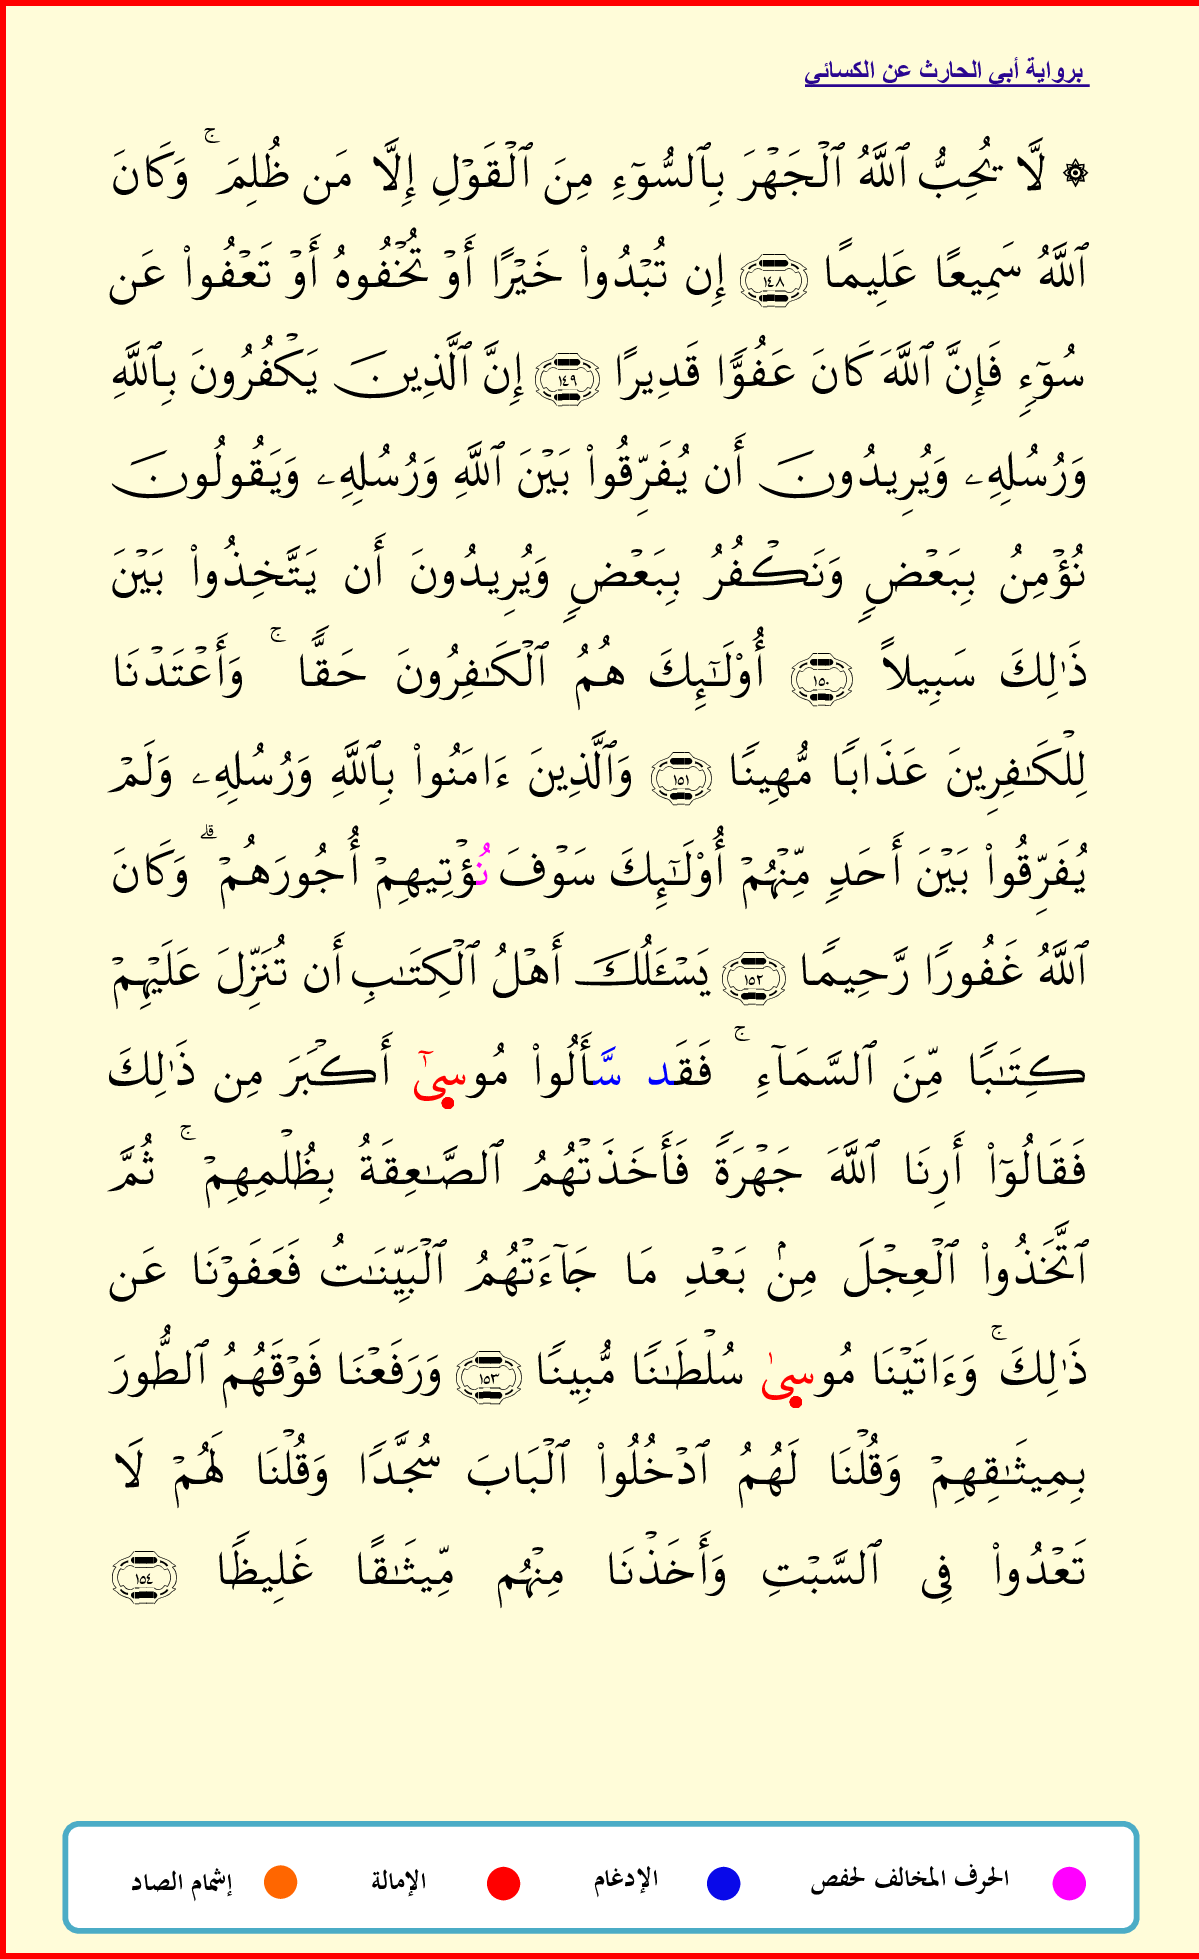 برواية أبي الحارث عن الكسائي
۞ لَّا يُحِبُّ ٱللَّهُ ٱلْجَهْرَ بِٱلسُّوٓءِ مِنَ ٱلْقَوْلِ إِلَّا مَن ظُلِمَ ۚ وَكَانَ
ٱللَّهُ سَمِيعًا عَلِيمًا ١٤٨ إِن تُبْدُوا۟ خَيْرًا أَوْ تُخْفُوهُ أَوْ تَعْفُوا۟ عَن
سُوٓءٍ فَإِنَّ ٱللَّهَ كَانَ عَفُوًّا قَدِيرًا ١٤٩ إِنَّ ٱلَّذِينَ يَكْفُرُونَ بِٱللَّهِ
وَرُسُلِهِۦ وَيُرِيدُونَ أَن يُفَرِّقُوا۟ بَيْنَ ٱللَّهِ وَرُسُلِهِۦ وَيَقُولُونَ
نُؤْمِنُ بِبَعْضٍ وَنَكْفُرُ بِبَعْضٍ وَيُرِيدُونَ أَن يَتَّخِذُوا۟ بَيْنَ
ذَٰلِكَ سَبِيلاً ١٥٠ أُو۟لَـٰٓئِكَ هُمُ ٱلْكَـٰفِرُونَ حَقًّا ۚ وَأَعْتَدْنَا
لِلْكَـٰفِرِينَ عَذَابًا مُّهِينًا ١٥١ وَٱلَّذِينَ ءَامَنُوا۟ بِٱللَّهِ وَرُسُلِهِۦ وَلَمْ
يُفَرِّقُوا۟ بَيْنَ أَحَدٍ مِّنْهُمْ أُو۟لَـٰٓئِكَ سَوْفَ نُؤْتِيهِمْ أُجُورَهُمْ ۗ وَكَانَ
ٱللَّهُ غَفُورًا رَّحِيمًا ١٥٢ يَسْـَٔلُكَ أَهْلُ ٱلْكِتَـٰبِ أَن تُنَزِّلَ عَلَيْهِمْ
كِتَـٰبًا مِّنَ ٱلسَّمَآءِ ۚ فَقَد سَّأَلُوا۟ مُوسىٰٓ أَكْبَرَ مِن ذَٰلِكَ
فَقَالُوٓا۟ أَرِنَا ٱللَّهَ جَهْرَةً فَأَخَذَتْهُمُ ٱلصَّـٰعِقَةُ بِظُلْمِهِمْ ۚ ثُمَّ
ٱتَّخَذُوا۟ ٱلْعِجْلَ مِنۢ بَعْدِ مَا جَآءَتْهُمُ ٱلْبَيِّنَـٰتُ فَعَفَوْنَا عَن
ذَٰلِكَ ۚ وَءَاتَيْنَا مُوسىٰ سُلْطَـٰنًا مُّبِينًا ١٥٣ وَرَفَعْنَا فَوْقَهُمُ ٱلطُّورَ
بِمِيثَـٰقِهِمْ وَقُلْنَا لَهُمُ ٱدْخُلُوا۟ ٱلْبَابَ سُجَّدًا وَقُلْنَا لَهُمْ لَا
تَعْدُوا۟ فِى ٱلسَّبْتِ وَأَخَذْنَا مِنْهُم مِّيثَـٰقًا غَلِيظًا ١٥٤
الحرف المخالف لحفص الإدغام الإمالة إشمام الصاد